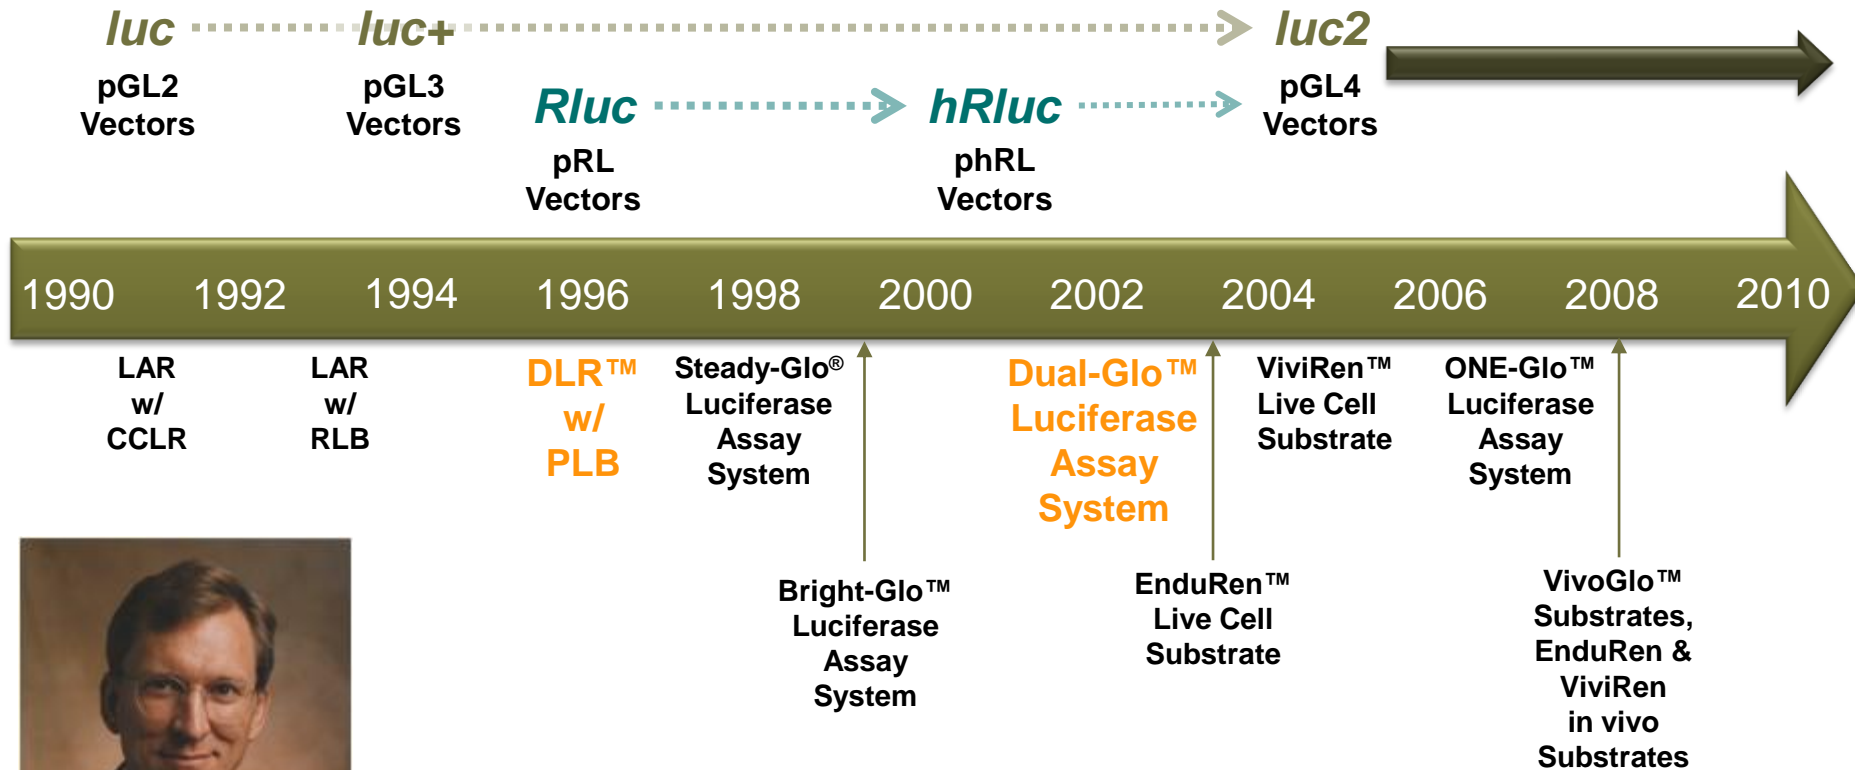 luc
luc+
luc2
pGL2
Vectors
pGL3
Vectors
Rluc
hRluc
pGL4
Vectors
pRL
Vectors
phRL
Vectors
1990 1992 1994 1996 1998 2000 2002 2004 2006 2008 2010
LAR
w/
CCLR
LAR
w/
RLB
DLR™
w/
PLB
Steady-Glo®
Luciferase
Assay
System
Dual-Glo™
Luciferase
Assay
System
ViviRen™
Live Cell
Substrate
ONE-Glo™
Luciferase
Assay
System
Bright-Glo™
Luciferase
Assay
System
EnduRen™
Live Cell
Substrate
VivoGlo™
Substrates,
EnduRen &
ViviRen
in vivo
Substrates